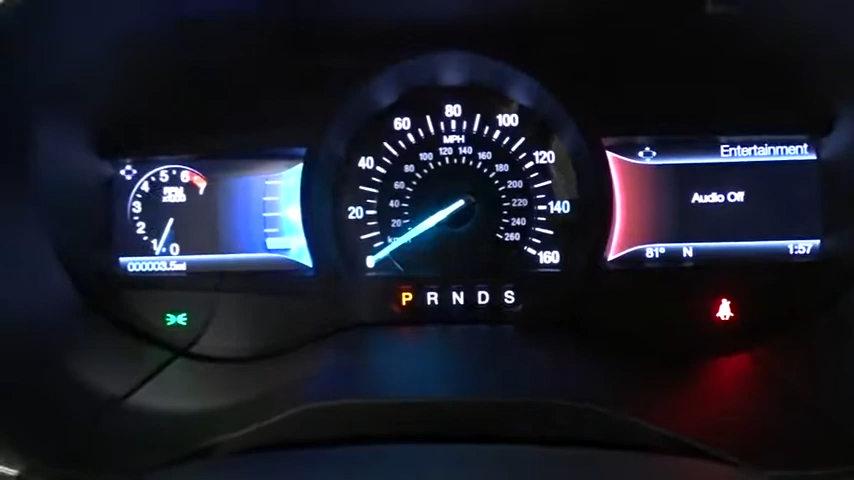 5 6
4
3 RPM
x1000
2
1 0
000003.5mi
80
60 100
MPH
40 120
20 140
160
120 140
100 160
80 180
60 200
40 220
240
km/h 260
P R N D S
Entertainment
Audio Off
81° N 1:57